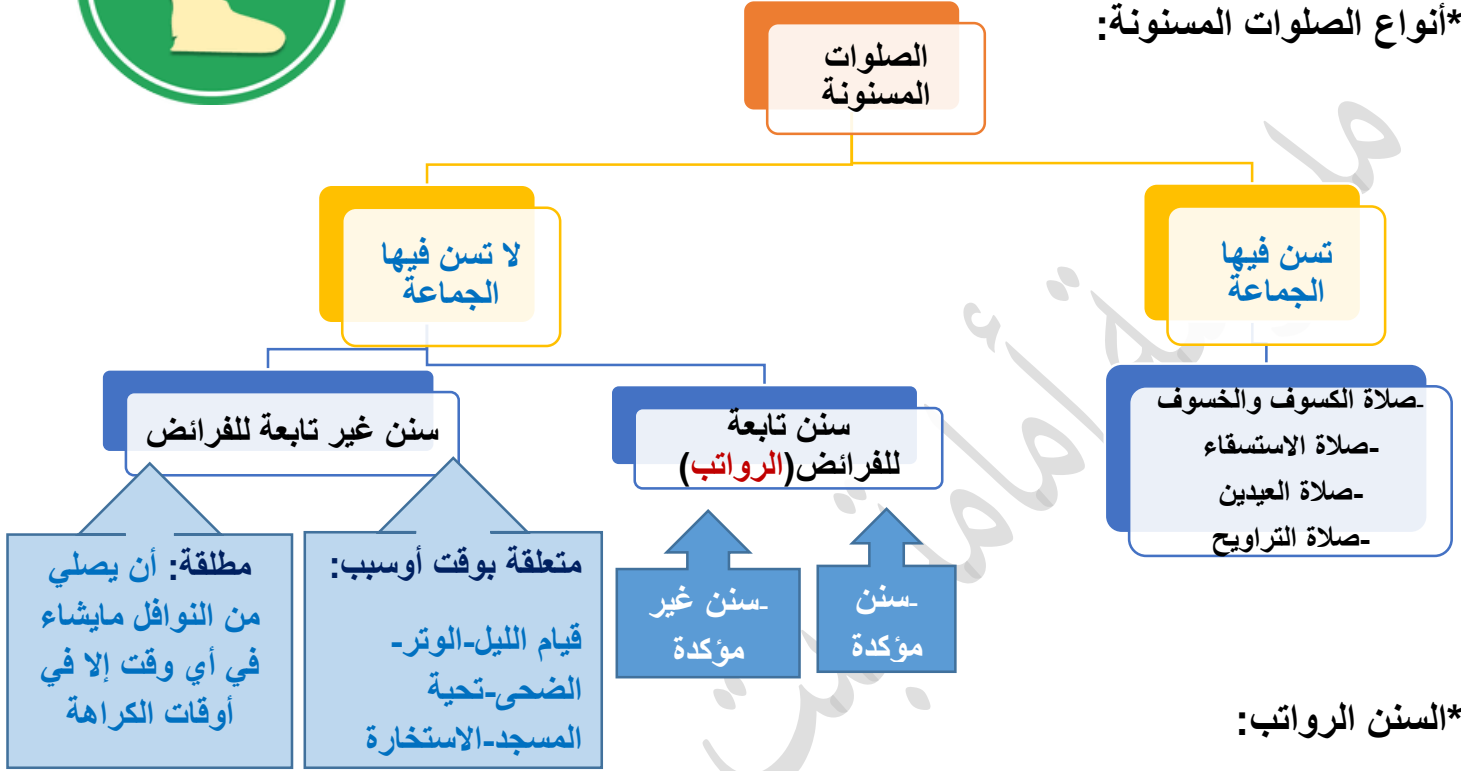 *أنواع الصلوات المسنونة:
الصلوات
المسنونة
تسن فيها
الجماعة
لا تسن فيها
الجماعة
-صلاة الكسوف والخسوف
-صلاة الاستسقاء
-صلاة العيدين
-صلاة التراويح
سنن تابعة
للفرائض(الرواتب)
سنن غير تابعة للفرائض
-سنن
مؤكدة
-سنن غير
مؤكدة
متعلقة بوقت أوسبب:
قيام الليل-الوتر-
الضحى-تحية
المسجد-الاستخارة
مطلقة: أن يصلي
من النوافل مايشاء
في أي وقت إلا في
أوقات الكراهة
*السنن الرواتب: